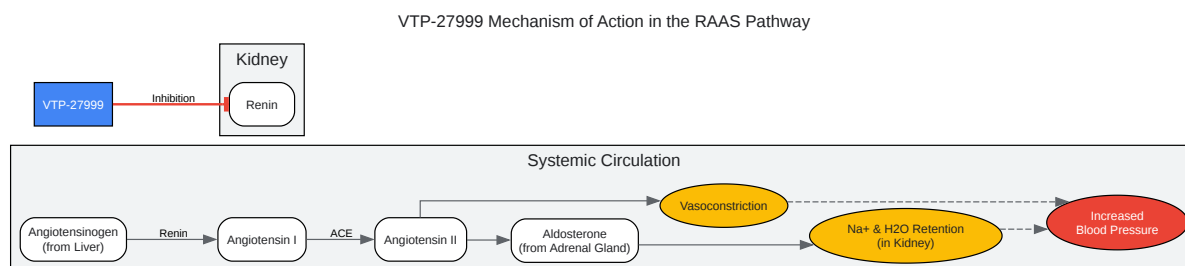 VTP-27999 Mechanism of Action in the RAAS Pathway
Kidney
VTP-27999
Inhibition
Renin
Systemic Circulation
Angiotensinogen
(from Liver)
Renin
Angiotensin I
ACE
Angiotensin II
Aldosterone
(from Adrenal Gland)
Vasoconstriction
Na+ & H2O Retention
(in Kidney)
Increased
Blood Pressure